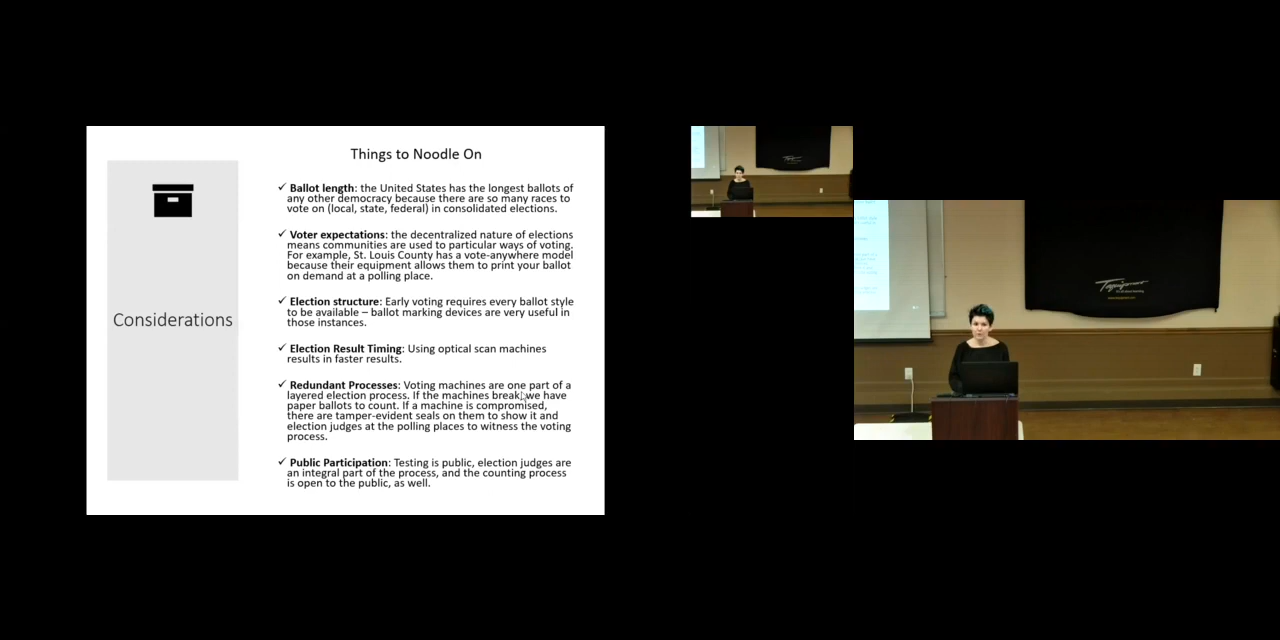 Things to Noodle On
Considerations
✓ Ballot length: the United States has the longest ballots of
any other democracy because there are so many races to
vote on (local, state, federal) in consolidated elections.
✓ Voter expectations: the decentralized nature of elections
means communities are used to particular ways of voting.
For example, St. Louis County has a vote-anywhere model
because their equipment allows them to print your ballot
on demand at a polling place.
✓ Election structure: Early voting requires every ballot style
to be available – ballot marking devices are very useful in
those instances.
✓ Election Result Timing: Using optical scan machines
results in faster results.
✓ Redundant Processes: Voting machines are one part of a
layered election process. If the machines break, we have
paper ballots to count. If a machine is compromised,
there are tamper-evident seals on them to show it and
election judges at the polling places to witness the voting
process.
✓ Public Participation: Testing is public, election judges are
an integral part of the process, and the counting process
is open to the public, as well.